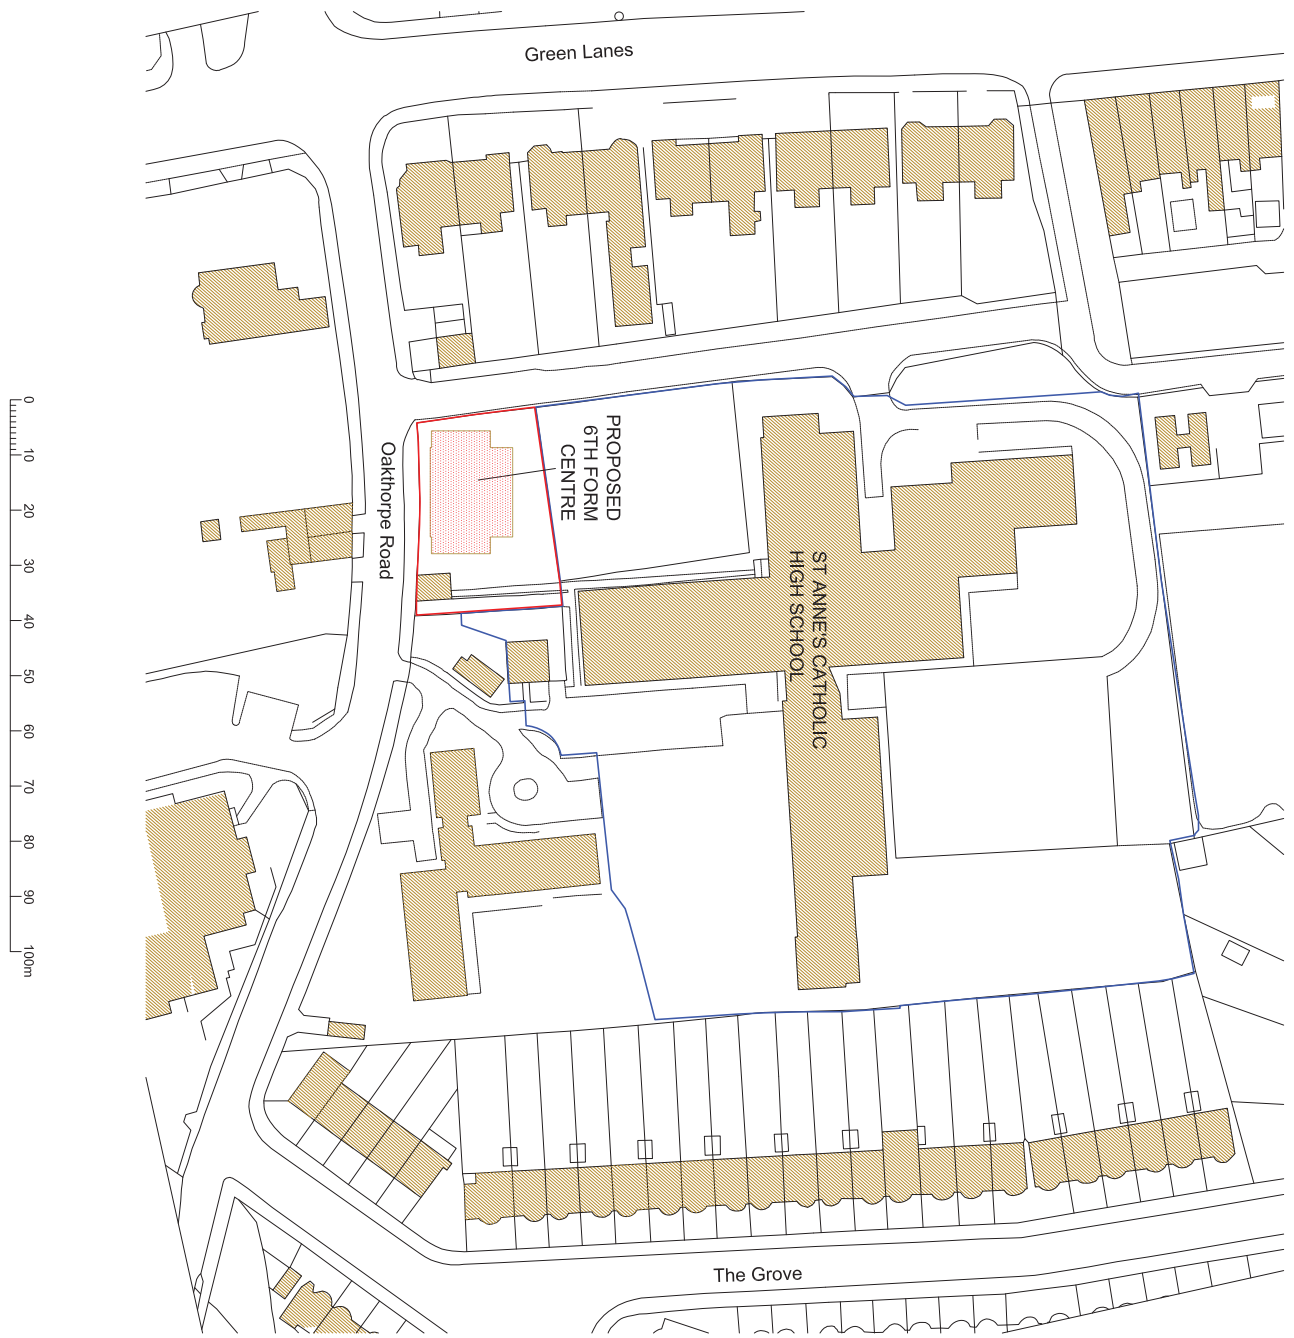 Green Lanes
PROPOSED
6TH FORM
CENTRE
Oakthorpe Road
ST ANNE'S CATHOLIC
HIGH SCHOOL
0
10
20
30
40
50
60
70
80
90
100m
The Grove